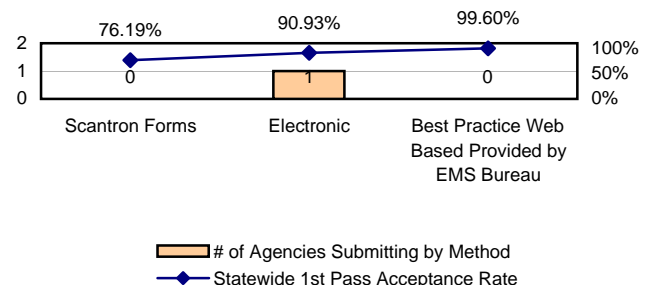 76.19% 90.93% 99.60%
2 100%
1 0 1 0 50%
0 0%
Scantron Forms Electronic Best Practice Web
Based Provided by
EMS Bureau
# of Agencies Submitting by Method
Statewide 1st Pass Acceptance Rate